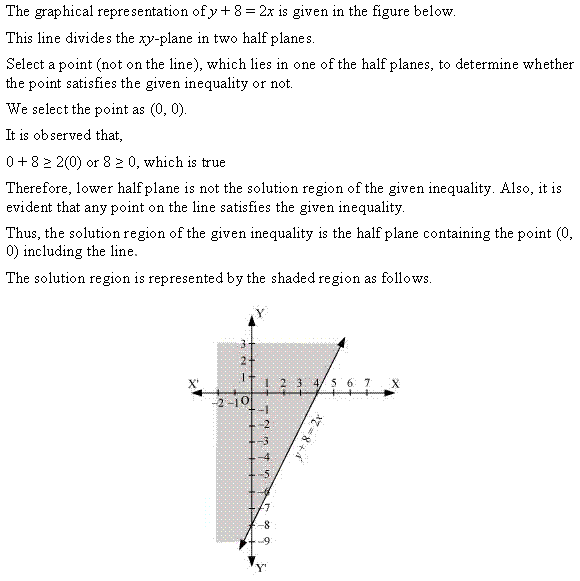 The graphical representation of y + 8 = 2x is given in the figure below.
This line divides the xy-plane in two half planes.
Select a point (not on the line), which lies in one of the half planes, to determine whether
the point satisfies the given inequality or not.
We select the point as (0, 0).
It is observed that,
0 + 8 ≥ 2(0) or 8 ≥ 0, which is true
Therefore, lower half plane is not the solution region of the given inequality. Also, it is
evident that any point on the line satisfies the given inequality.
Thus, the solution region of the given inequality is the half plane containing the point (0,
0) including the line.
The solution region is represented by the shaded region as follows.
Y
3
2
1
X' -2 -1 O 1 2 3 4 5 6 7 X
-1
-2
-3
-4
-5
-6
-7
-8
-9
y + 8 = 2x
Y'